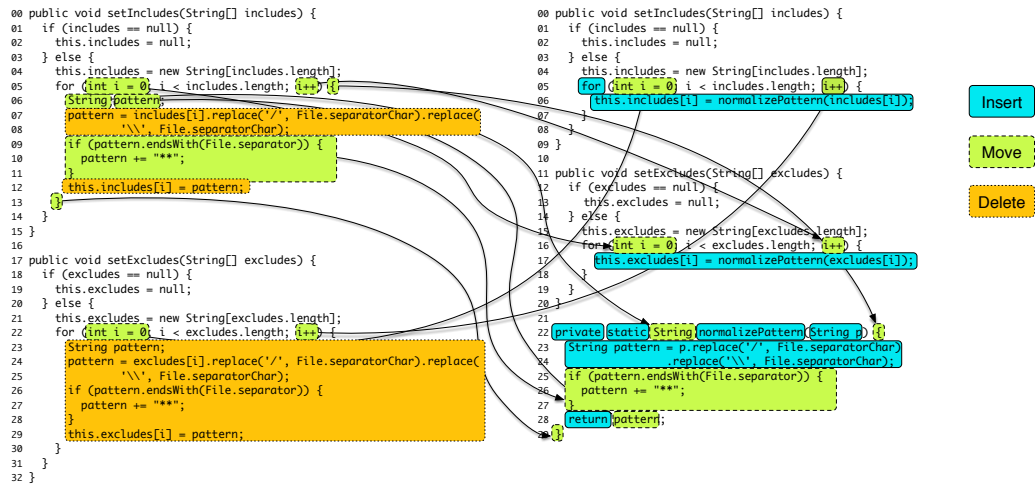 00 public void setIncludes(String[] includes) {
01 if (includes == null) {
02 this.includes = null;
03 } else {
04 this.includes = new String[includes.length];
05 for (int i = 0; i < includes.length; i++) {
06 String pattern;
07 pattern = includes[i].replace('/', File.separatorChar).replace(
08 '\\', File.separatorChar);
09 if (pattern.endsWith(File.separator)) {
10 pattern += "**";
11 }
12 this.includes[i] = pattern;
13 }
14 }
15 }
16
17 public void setExcludes(String[] excludes) {
18 if (excludes == null) {
19 this.excludes = null;
20 } else {
21 this.excludes = new String[excludes.length];
22 for (int i = 0; i < excludes.length; i++) {
23 String pattern;
24 pattern = excludes[i].replace('/', File.separatorChar).replace(
25 '\\', File.separatorChar);
26 if (pattern.endsWith(File.separator)) {
27 pattern += "**";
28 }
29 this.excludes[i] = pattern;
30 }
31 }
32 }
00 public void setIncludes(String[] includes) {
01 if (includes == null) {
02 this.includes = null;
03 } else {
04 this.includes = new String[includes.length];
05 for (int i = 0; i < includes.length; i++) {
06 this.includes[i] = normalizePattern(includes[i]);
07 }
08 }
09 }
10
11 public void setExcludes(String[] excludes) {
12 if (excludes == null) {
13 this.excludes = null;
14 } else {
15 this.excludes = new String[excludes.length];
16 for (int i = 0; i < excludes.length; i++) {
17 this.excludes[i] = normalizePattern(excludes[i]);
18 }
19 }
20 }
21
22 private static String normalizePattern(String p) {
23 String pattern = p.replace('/', File.separatorChar)
24 .replace('\\', File.separatorChar);
25 if (pattern.endsWith(File.separator)) {
26 pattern += "**";
27 }
28 return pattern;
29 }
Insert
Move
Delete